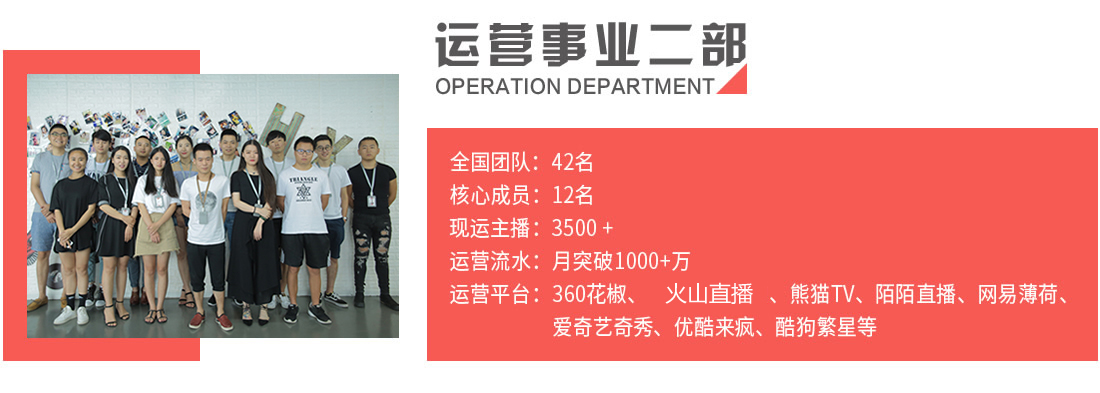 运营事业二部
OPERATION DEPARTMENT
全国团队：42名
核心成员：12名
现运主播：3500 +
运营流水：月突破1000+万
运营平台：360花椒、 火山直播 、熊猫TV、陌陌直播、网易薄荷、
爱奇艺奇秀、优酷来疯、酷狗繁星等
TRIANGLE